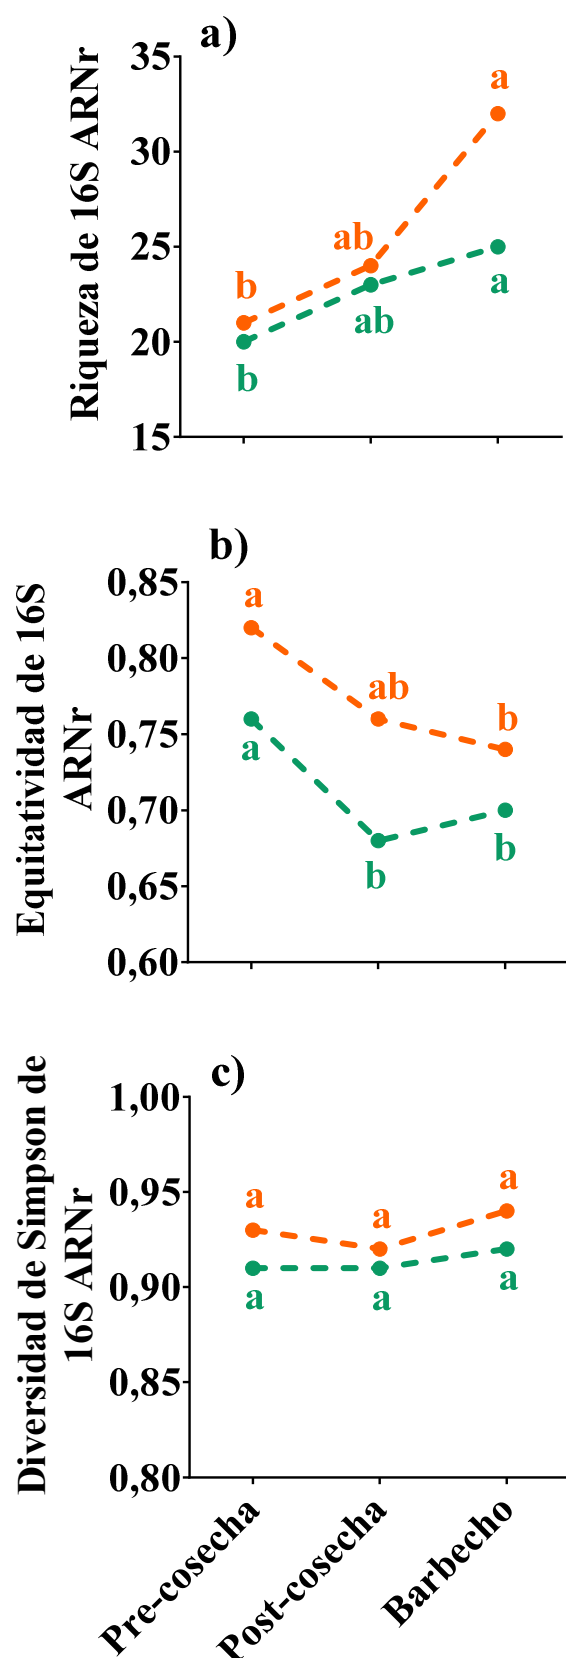 a)
Riqueza de 16S ARNr
35
30
25
20
15
b
ab
a
b
ab
a
b)
Equitatividad de 16S
ARNr
0,85
0,80
0,75
0,70
0,65
0,60
a
ab
b
a
b
b
c)
Diversidad de Simpson de
16S ARNr
1,00
0,95
0,90
0,85
0,80
a
a
a
a
a
a
Pre-cosecha
Post-cosecha
Barbecho